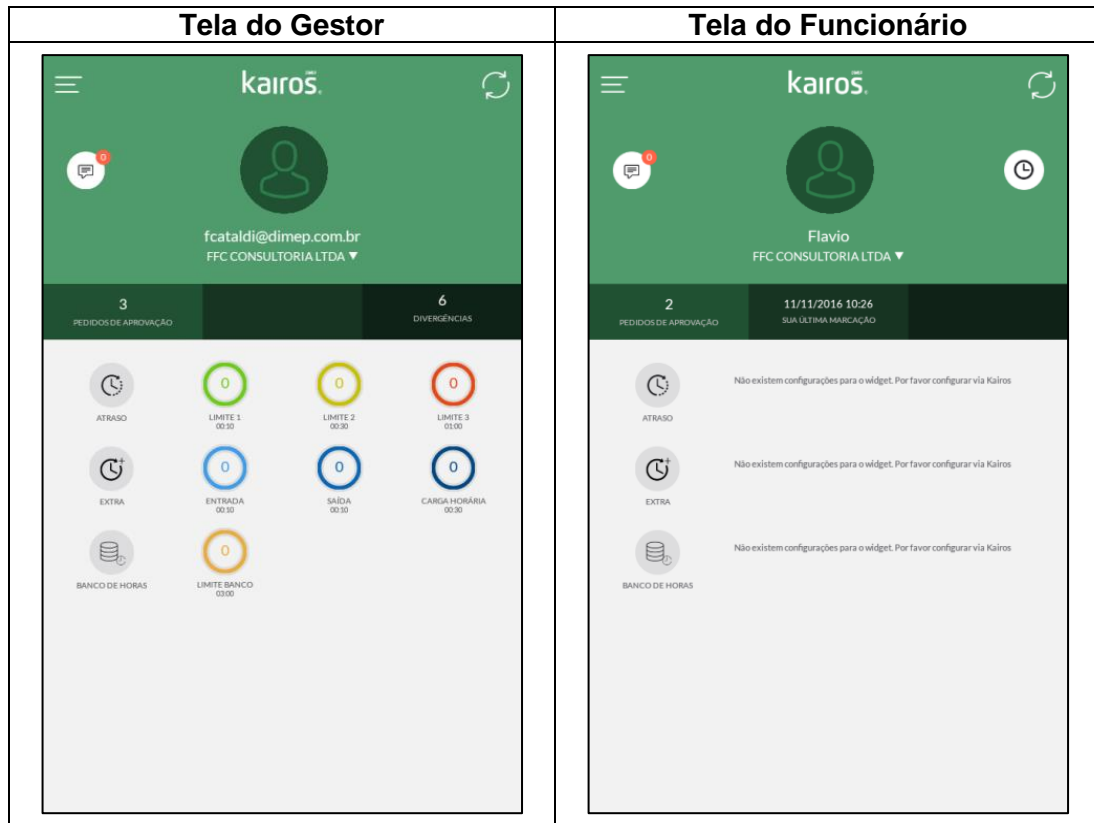 Tela do Gestor
kairos.
0
fcataldi@dimep.com.br
FFC CONSULTORIA LTDA ▼
3
PEDIDOS DE APROVAÇÃO
6
DIVERGÊNCIAS
ATRASO
0
LIMITE 1
00:10
0
LIMITE 2
00:30
0
LIMITE 3
01:00
EXTRA
0
ENTRADA
00:10
0
SAÍDA
00:10
0
CARGA HORÁRIA
00:30
BANCO DE HORAS
0
LIMITE BANCO
03:00
Tela do Funcionário
kairos.
0
Flavio
FFC CONSULTORIA LTDA ▼
2
PEDIDOS DE APROVAÇÃO
11/11/2016 10:26
SUA ÚLTIMA MARCAÇÃO
ATRASO
Não existem configurações para o widget. Por favor configurar via Kairos
EXTRA
Não existem configurações para o widget. Por favor configurar via Kairos
BANCO DE HORAS
Não existem configurações para o widget. Por favor configurar via Kairos